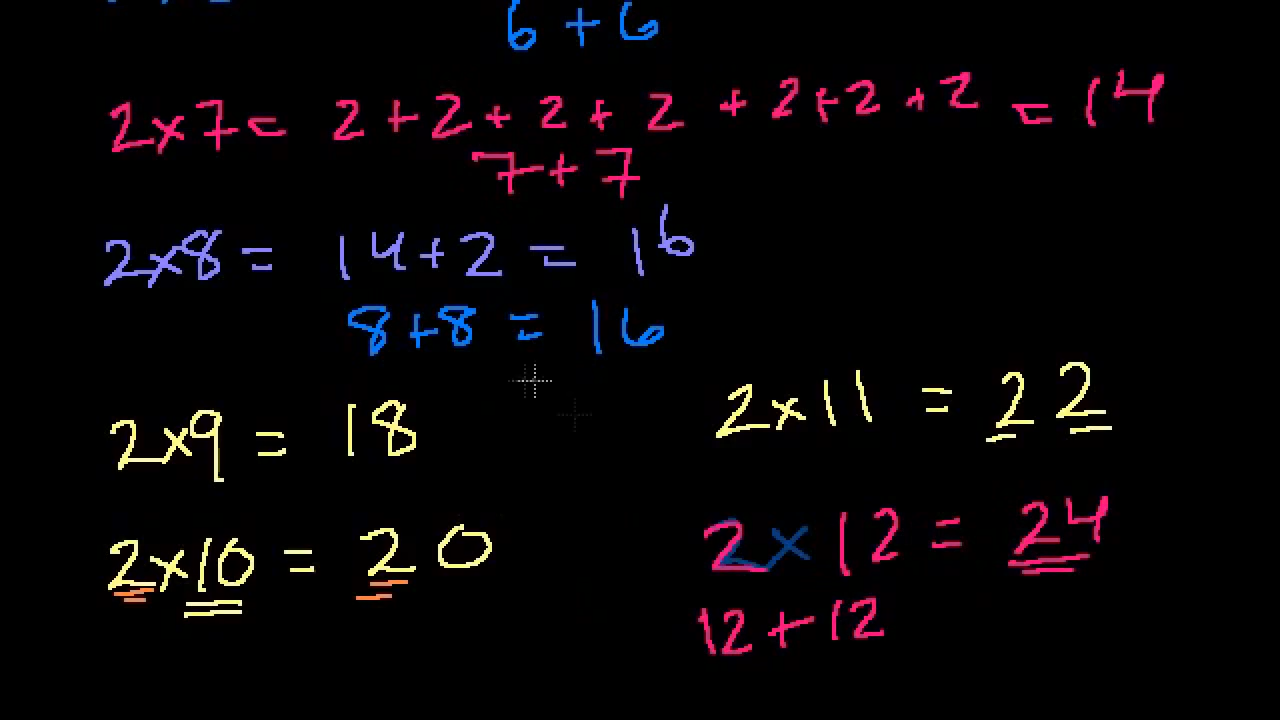 6 + 6
2x7= 2 + 2 + 2 + 2 + 2 + 2 + 2 = 14
7 + 7
2x8 = 14 + 2 = 16
8 + 8 = 16
2x9 = 18
2x10 = 20
2x11 = 22
2x12 = 24
12 + 12